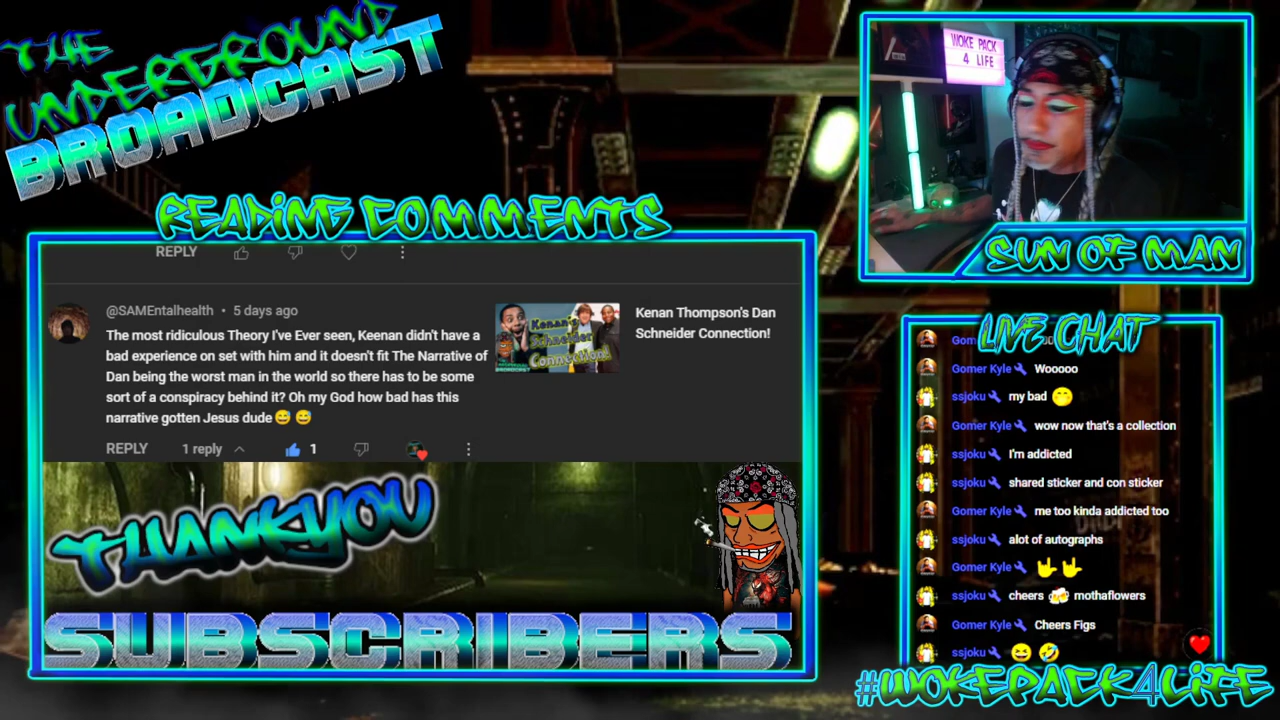 THE
UNDERGROUND
BROADCAST
WOKE PACK
4 LIFE
READING COMMENTS
SUN OF MAN
REPLY
@SAMEntalhealth • 5 days ago
The most ridiculous Theory I've Ever seen, Keenan didn't have a
bad experience on set with him and it doesn't fit The Narrative of
Dan being the worst man in the world so there has to be some
sort of a conspiracy behind it? Oh my God how bad has this
narrative gotten Jesus dude 😅 😅
Kenan's
Schneider
Connection!
Kenan Thompson's Dan
Schneider Connection!
REPLY 1 reply 1
THANKYOU
SUBSCRIBERS
LIVE CHAT
Gom
Gomer Kyle Wooooo
ssjoku my bad 🤭
Gomer Kyle wow now that's a collection
ssjoku I'm addicted
ssjoku shared sticker and con sticker
Gomer Kyle me too kinda addicted too
ssjoku alot of autographs
Gomer Kyle 🤟 🤟
ssjoku cheers 🍻 mothaflowers
Gomer Kyle Cheers Figs
ssjoku 😆 🤣
#WOKEPACK4LIFE